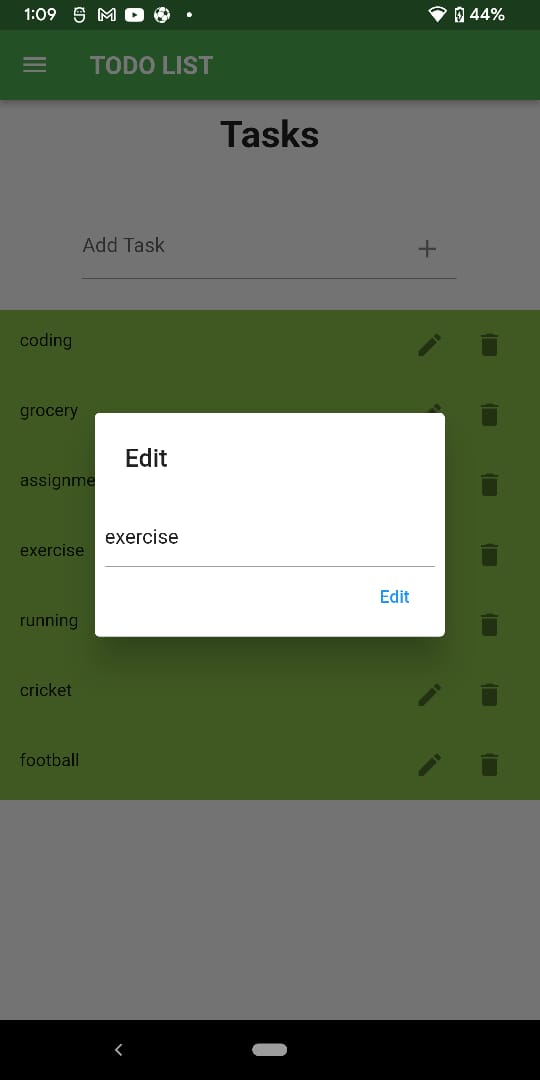 1:09 44%
TODO LIST
Tasks
Add Task
coding
grocery
assignme
exercise
running
cricket
football
Edit
exercise
Edit